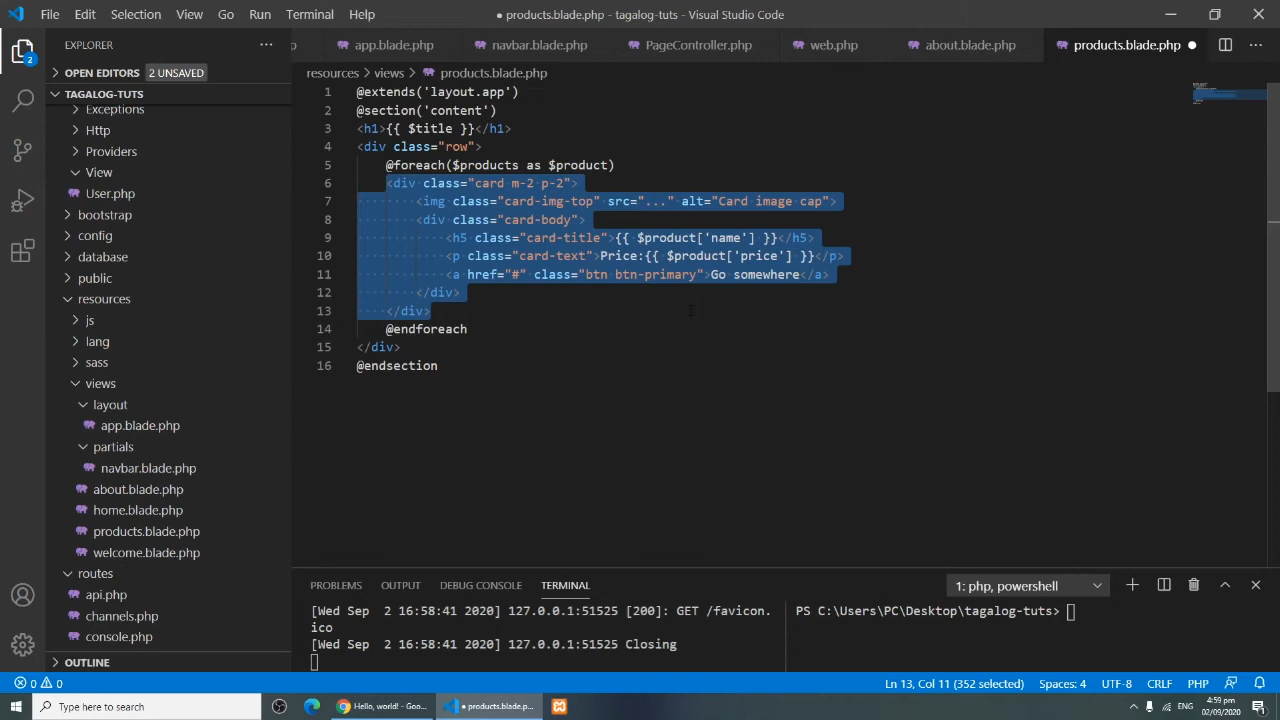 File Edit Selection View Go Run Terminal Help
● products.blade.php - tagalog-tuts - Visual Studio Code
EXPLORER
OPEN EDITORS 2 UNSAVED
TAGALOG-TUTS
Exceptions
Http
Providers
View
User.php
bootstrap
config
database
public
resources
js
lang
sass
views
layout
app.blade.php
partials
navbar.blade.php
about.blade.php
home.blade.php
products.blade.php
welcome.blade.php
routes
api.php
channels.php
console.php
OUTLINE
2
app.blade.php navbar.blade.php PageController.php web.php about.blade.php products.blade.php
resources > views > products.blade.php
1 @extends('layout.app')
2 @section('content')
3 <h1>{{ $title }}</h1>
4 <div class="row">
5 @foreach($products as $product)
6 <div class="card m-2 p-2">
7 <img class="card-img-top" src="..." alt="Card image cap">
8 <div class="card-body">
9 <h5 class="card-title">{{ $product['name'] }}</h5>
10 <p class="card-text">Price:{{ $product['price'] }}</p>
11 <a href="#" class="btn btn-primary">Go somewhere</a>
12 </div>
13 </div>
14 @endforeach
15 </div>
16 @endsection
PROBLEMS OUTPUT DEBUG CONSOLE TERMINAL
1: php, powershell
[Wed Sep 2 16:58:41 2020] 127.0.0.1:51525 [200]: GET /favicon.
ico
[Wed Sep 2 16:58:41 2020] 127.0.0.1:51525 Closing
PS C:\Users\PC\Desktop\tagalog-tuts>
0 0
Ln 13, Col 11 (352 selected) Spaces: 4 UTF-8 CRLF PHP
Type here to search
Hello, world! - Goo...
● products.blade.p...
ENG
4:59 pm
02/09/2020
1